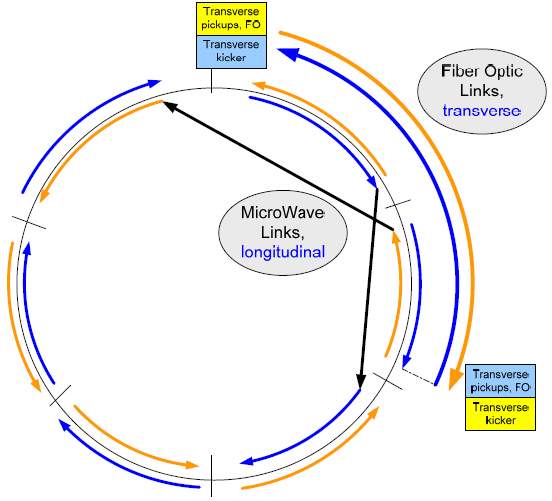 Transverse
pickups, FO
Transverse
kicker
Fiber Optic
Links,
transverse
MicroWave
Links,
longitudinal
Transverse
pickups, FO
Transverse
kicker